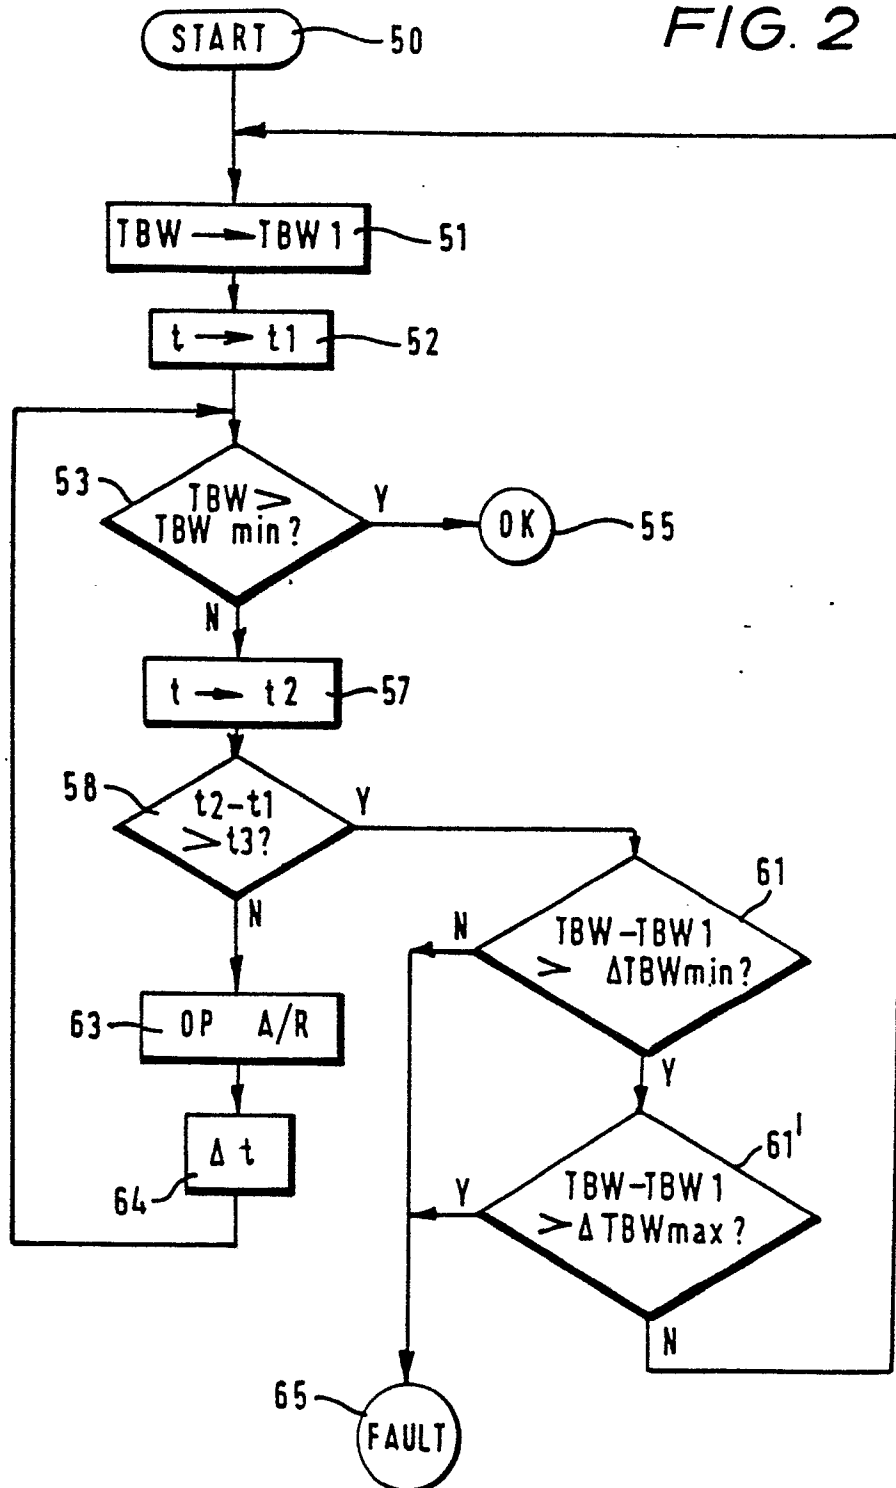 FIG. 2
START 50
TBW → TBW 1 51
t → t1 52
53
TBW >
TBW min?
Y
OK 55
N
t → t2 57
58
t2-t1
> t3?
Y
N
61
TBW-TBW 1
> ΔTBWmin?
N
Y
63 OP A/R
64 Δ t
61'
TBW-TBW 1
> Δ TBWmax?
Y
N
65
FAULT